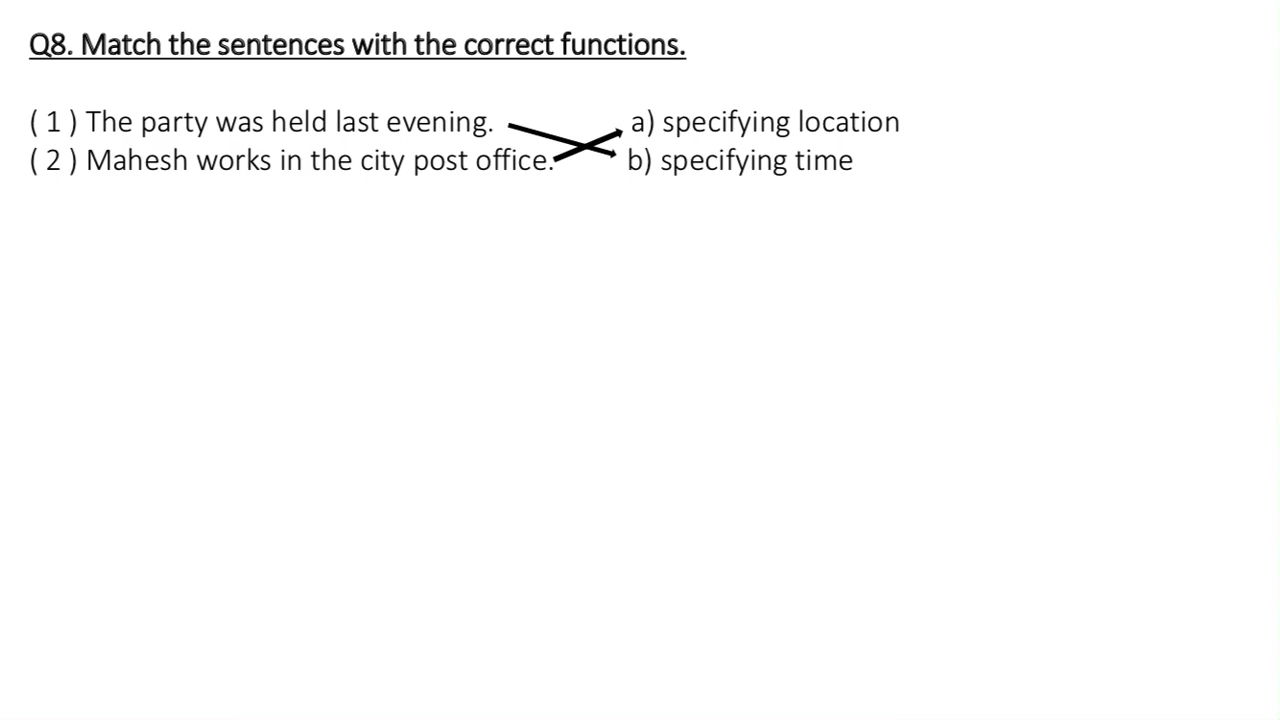 Q8. Match the sentences with the correct functions.
( 1 ) The party was held last evening. a) specifying location
( 2 ) Mahesh works in the city post office. b) specifying time